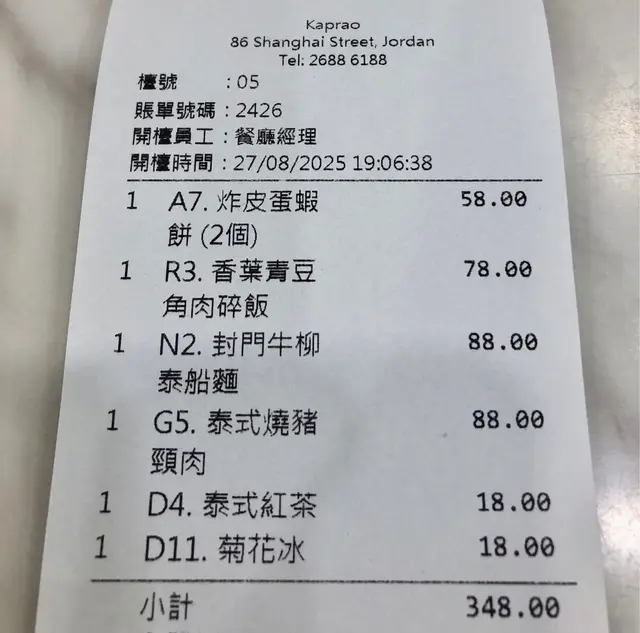 Kaprao
86 Shanghai Street, Jordan
Tel: 2688 6188
檯號 : 05
賬單號碼 : 2426
開檯員工 : 餐廳經理
開檯時間 : 27/08/2025 19:06:38
1 A7. 炸皮蛋蝦 58.00
餅 (2個)
1 R3. 香葉青豆 78.00
角肉碎飯
1 N2. 封門牛柳 88.00
泰船麵
1 G5. 泰式燒豬 88.00
頸肉
1 D4. 泰式紅茶 18.00
1 D11. 菊花冰 18.00
小計 348.00